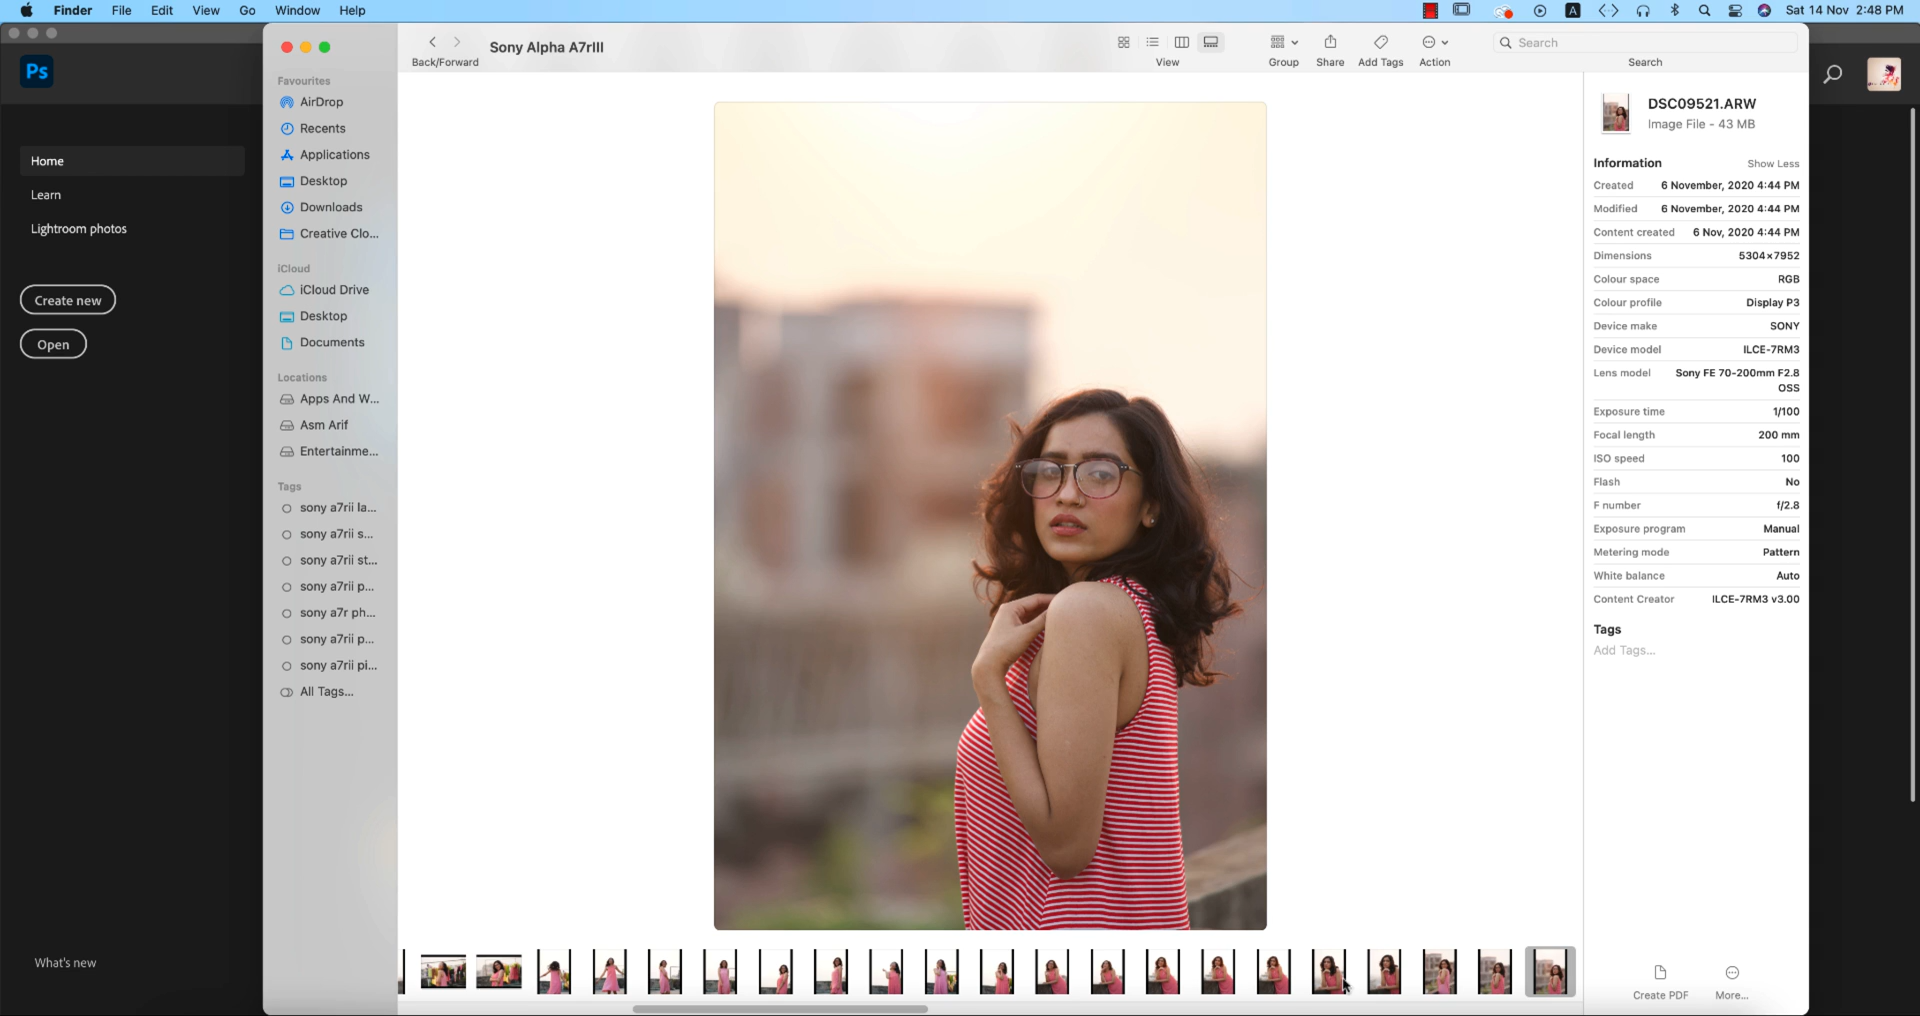 Finder File Edit View Go Window Help
A
Sat 14 Nov 2:48 PM
Ps
Home
Learn
Lightroom photos
Create new
Open
What's new
Favourites
AirDrop
Recents
Applications
Desktop
Downloads
Creative Clo...
iCloud
iCloud Drive
Desktop
Documents
Locations
Apps And W...
Asm Arif
Entertainme...
Tags
sony a7rii la...
sony a7rii s...
sony a7rii st...
sony a7rii p...
sony a7r ph...
sony a7rii p...
sony a7rii pi...
All Tags...
Sony Alpha A7rIII
Search
Back/Forward View Group Share Add Tags Action Search
DSC09521.ARW
Image File - 43 MB
Information Show Less
Created 6 November, 2020 4:44 PM
Modified 6 November, 2020 4:44 PM
Content created 6 Nov, 2020 4:44 PM
Dimensions 5304×7952
Colour space RGB
Colour profile Display P3
Device make SONY
Device model ILCE-7RM3
Lens model Sony FE 70-200mm F2.8
OSS
Exposure time 1/100
Focal length 200 mm
ISO speed 100
Flash No
F number f/2.8
Exposure program Manual
Metering mode Pattern
White balance Auto
Content Creator ILCE-7RM3 v3.00
Tags
Add Tags...
Create PDF More...